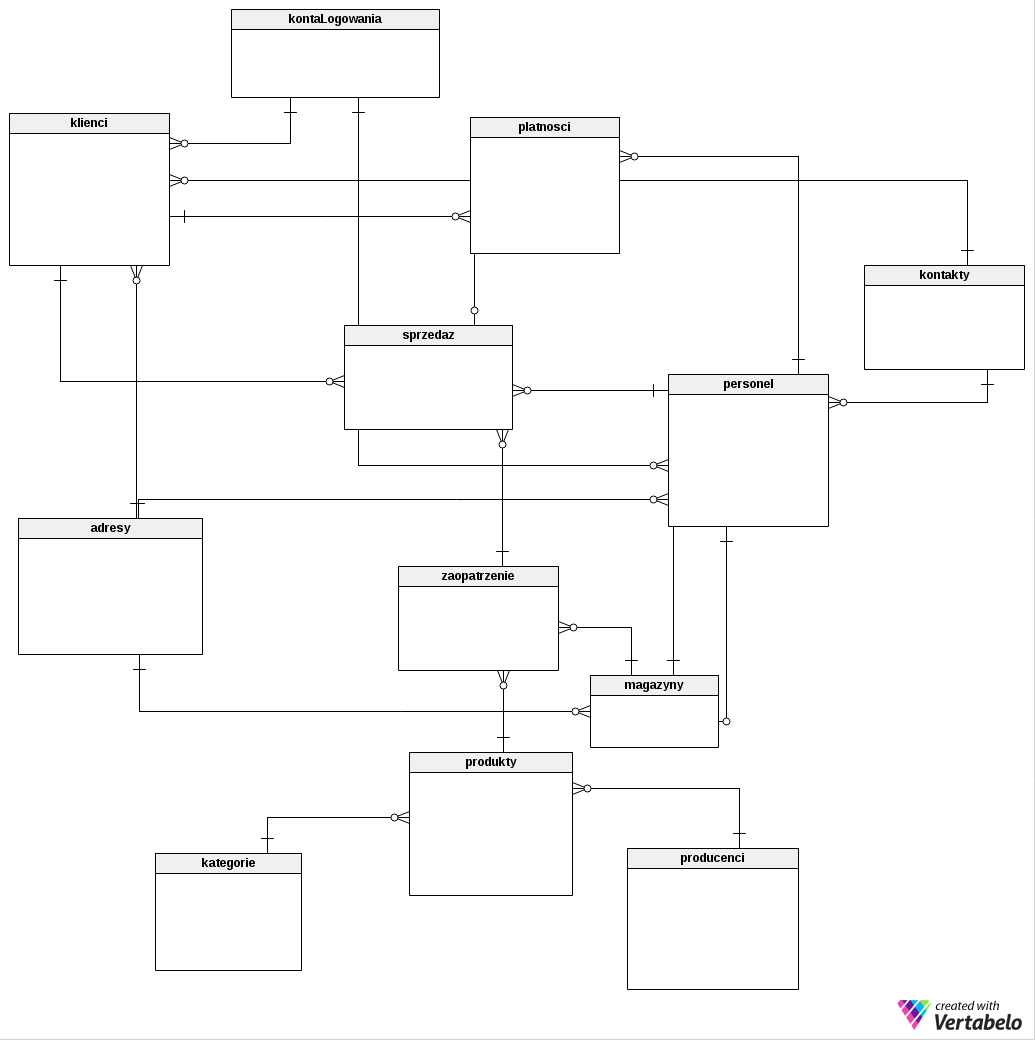 kontaLogowania
klienci
platnosci
kontakty
sprzedaz
personel
adresy
zaopatrzenie
magazyny
produkty
kategorie
producenci
created with
Vertabelo